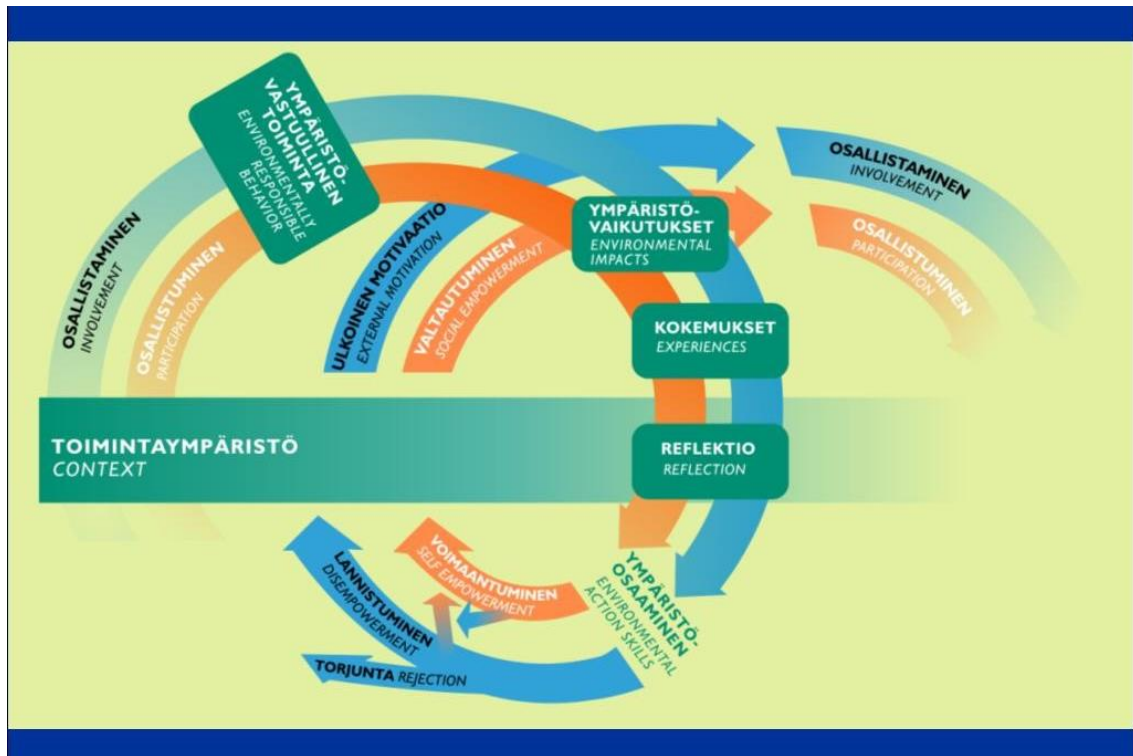 YMPÄRISTÖ-
VASTUULLINEN
TOIMINTA
ENVIRONMENTALLY
RESPONSIBLE
BEHAVIOR
OSALLISTAMINEN
INVOLVEMENT
OSALLISTUMINEN
PARTICIPATION
ULKOINEN MOTIVAATIO
EXTERNAL MOTIVATION
VALTAUTUMINEN
SOCIAL EMPOWERMENT
YMPÄRISTÖ-
VAIKUTUKSET
ENVIRONMENTAL
IMPACTS
OSALLISTAMINEN
INVOLVEMENT
OSALLISTUMINEN
PARTICIPATION
KOKEMUKSET
EXPERIENCES
TOIMINTAYMPÄRISTÖ
CONTEXT
REFLEKTIO
REFLECTION
LANNISTUMINEN
DISEMPOWERMENT
VOIMAANTUMINEN
SELF EMPOWERMENT
YMPÄRISTÖ-
OSAAMINEN
ENVIRONMENTAL
ACTION SKILLS
TORJUNTA REJECTION